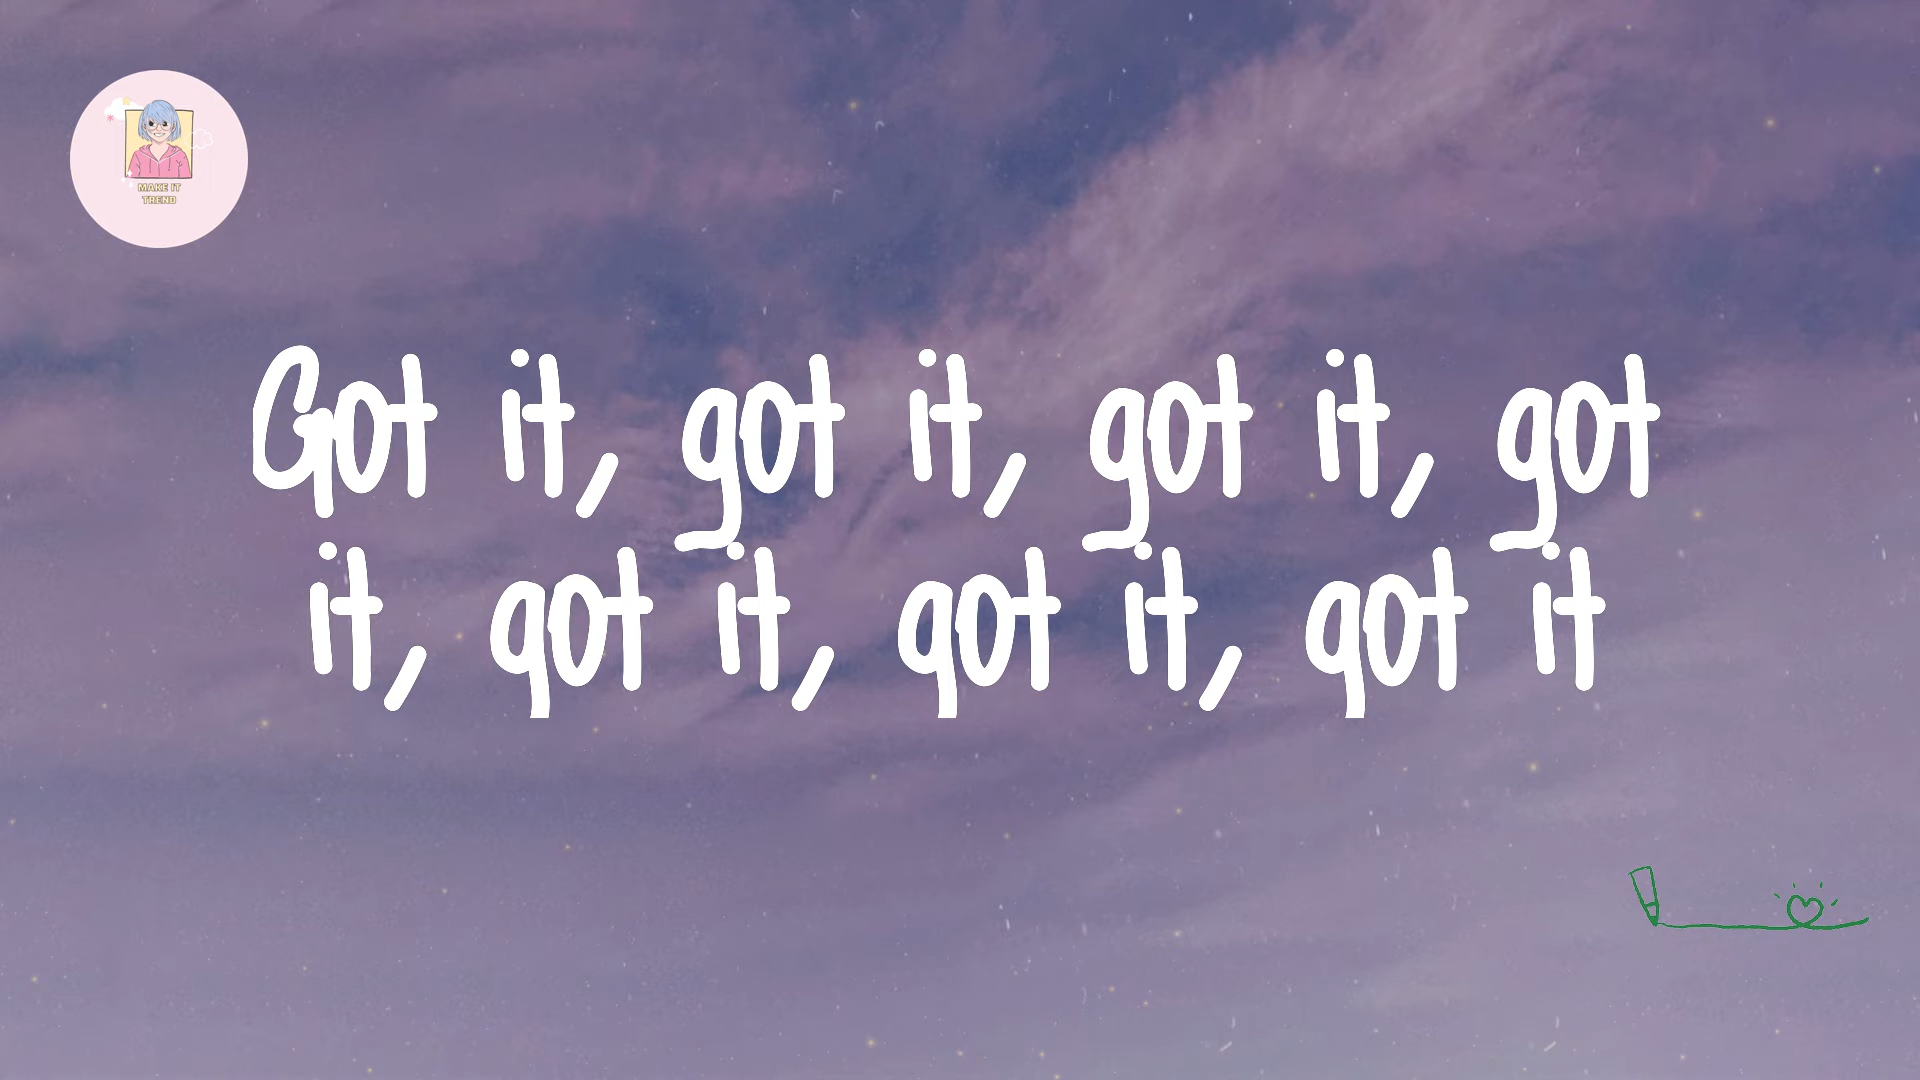 MAKE IT
TREND
Got it, got it, got it, got
it, got it, got it, got it